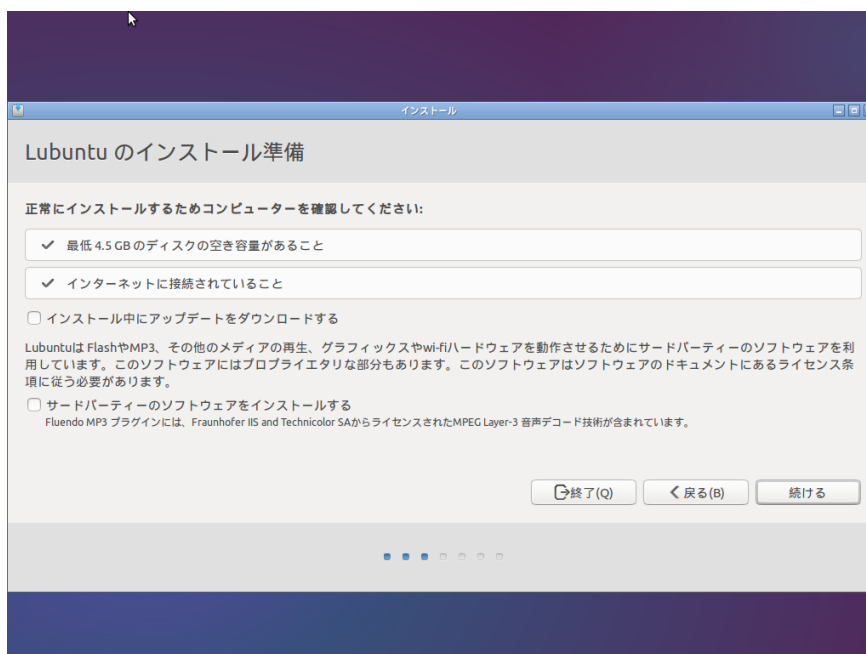 インストール
Lubuntu のインストール準備
正常にインストールするためコンピューターを確認してください:
最低 4.5 GB のディスクの空き容量があること
インターネットに接続されていること
インストール中にアップデートをダウンロードする
Lubuntuは FlashやMP3、その他のメディアの再生、グラフィックスやwi-fiハードウェアを動作させるためにサードパーティーのソフトウェアを利
用しています。このソフトウェアにはプロプライエタリな部分もあります。このソフトウェアはソフトウェアのドキュメントにあるライセンス条
項に従う必要があります。
サードパーティーのソフトウェアをインストールする
Fluendo MP3 プラグインには、Fraunhofer IIS and Technicolor SAからライセンスされたMPEG Layer-3 音声デコード技術が含まれています。
終了(Q) 戻る(B) 続ける